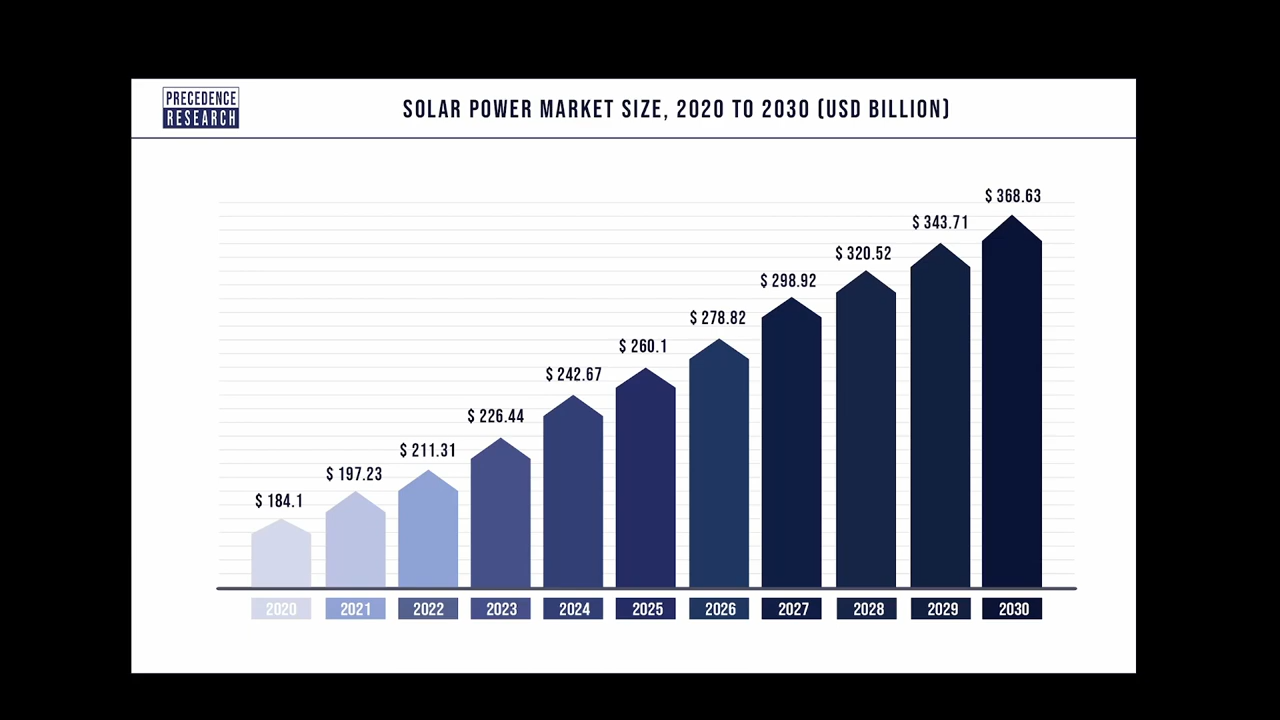 PRECEDENCE
RESEARCH
SOLAR POWER MARKET SIZE, 2020 TO 2030 (USD BILLION)
$ 184.1
$ 197.23
$ 211.31
$ 226.44
$ 242.67
$ 260.1
$ 278.82
$ 298.92
$ 320.52
$ 343.71
$ 368.63
2020 2021 2022 2023 2024 2025 2026 2027 2028 2029 2030